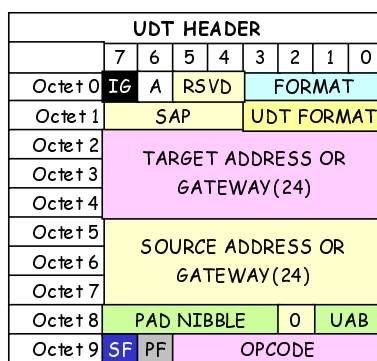 UDT HEADER
7 6 5 4 3 2 1 0
Octet 0 IG A RSVD FORMAT
Octet 1 SAP UDT FORMAT
Octet 2
Octet 3
Octet 4
TARGET ADDRESS OR
GATEWAY(24)
Octet 5
Octet 6
Octet 7
SOURCE ADDRESS OR
GATEWAY(24)
Octet 8 PAD NIBBLE 0 UAB
Octet 9 SF PF OPCODE